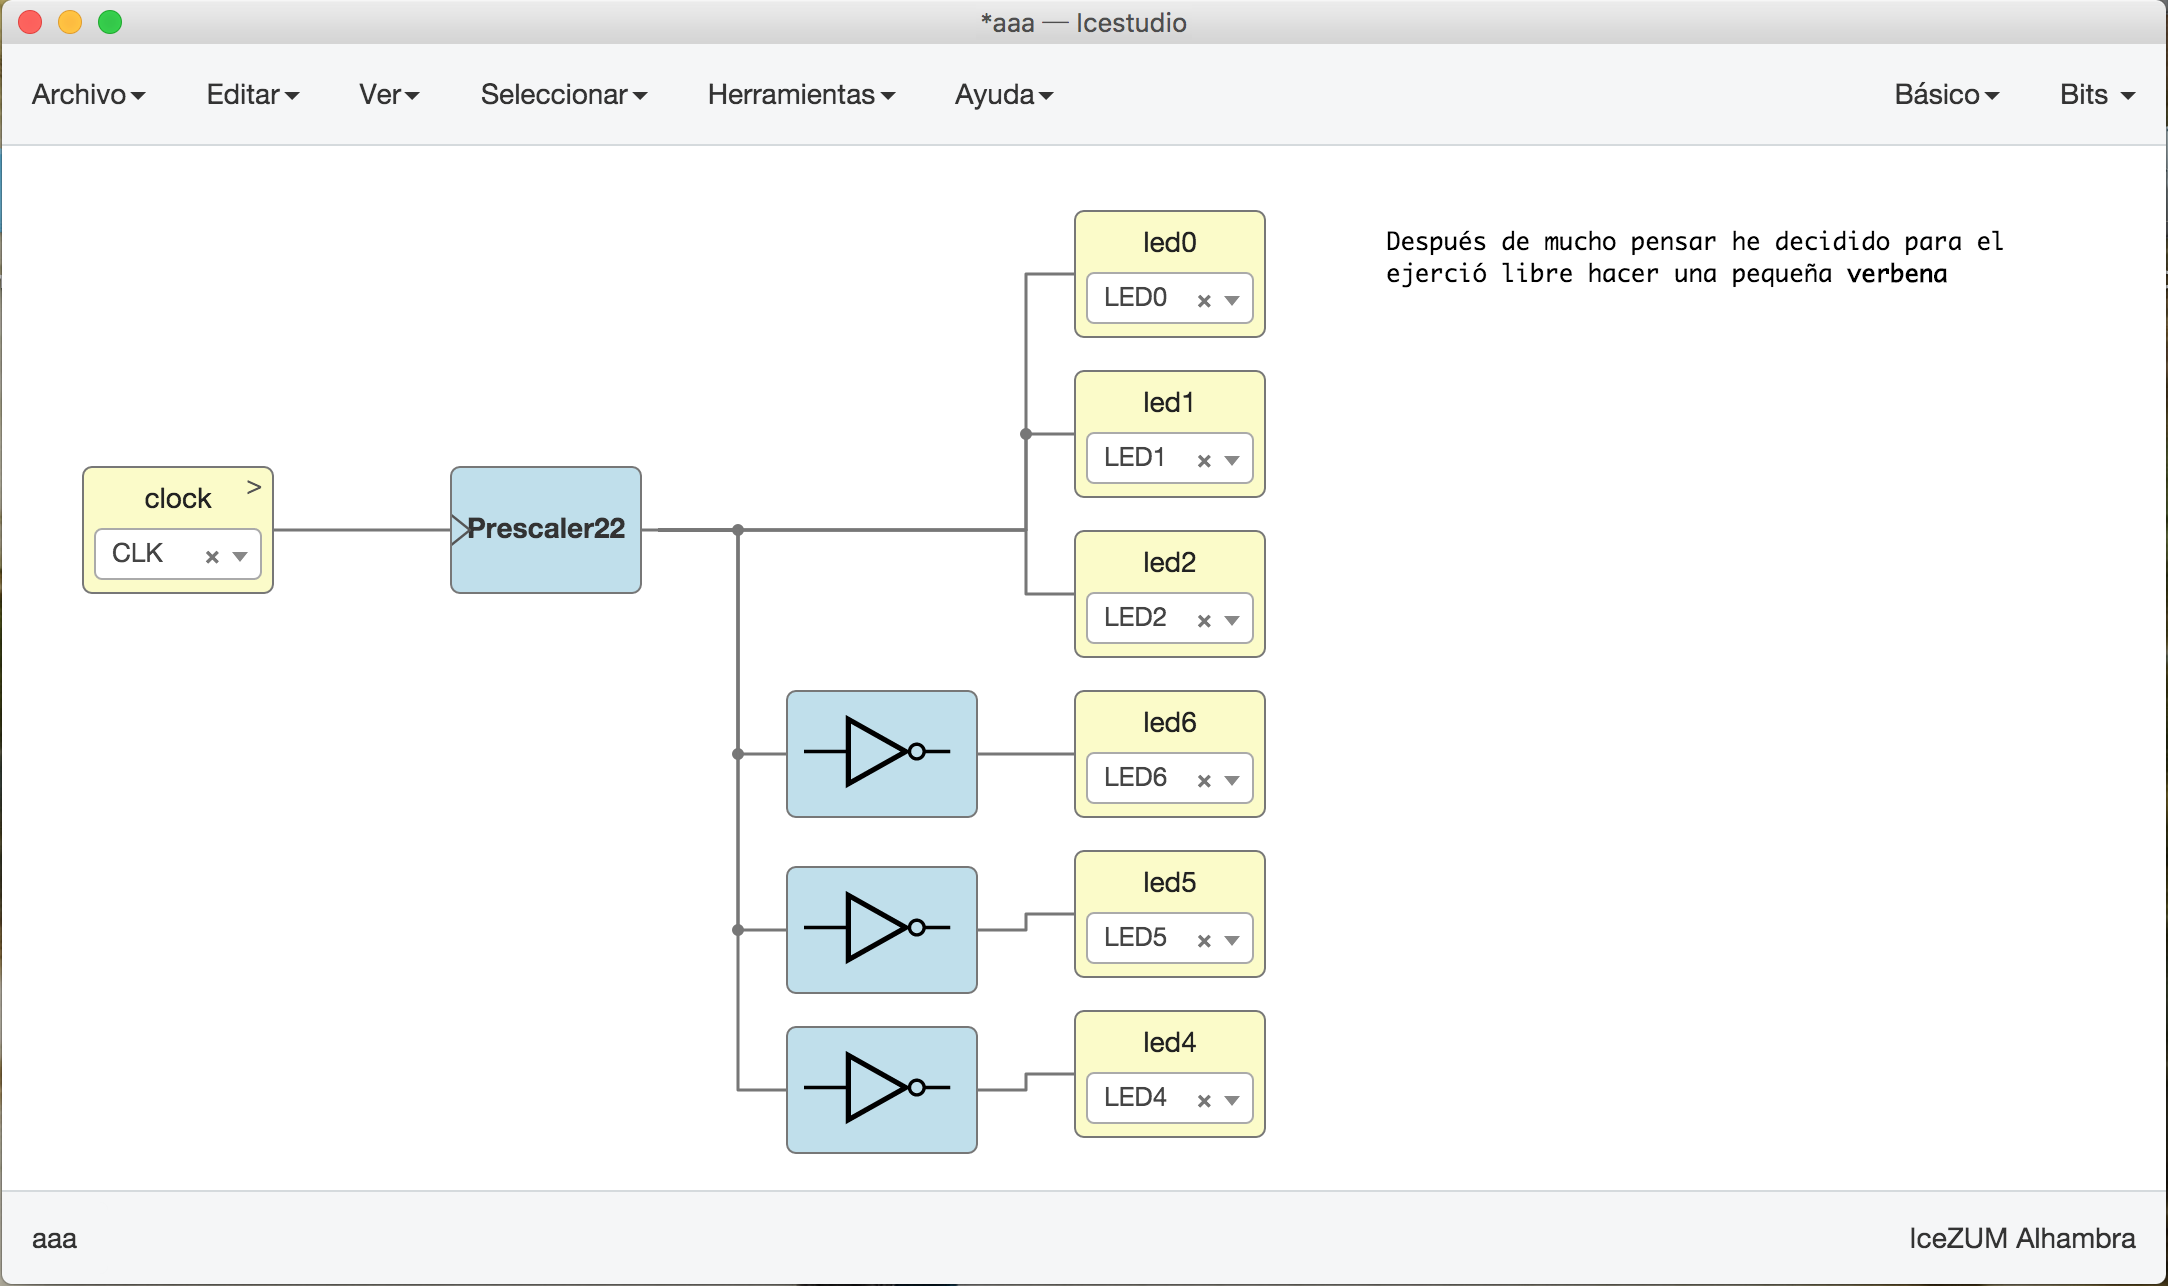 *aaa — Icestudio
Archivo Editar Ver Seleccionar Herramientas Ayuda Básico Bits
led0
LED0
Después de mucho pensar he decidido para el
ejerció libre hacer una pequeña verbena
led1
LED1
clock >
CLK
Prescaler22
led2
LED2
led6
LED6
led5
LED5
led4
LED4
aaa
IceZUM Alhambra